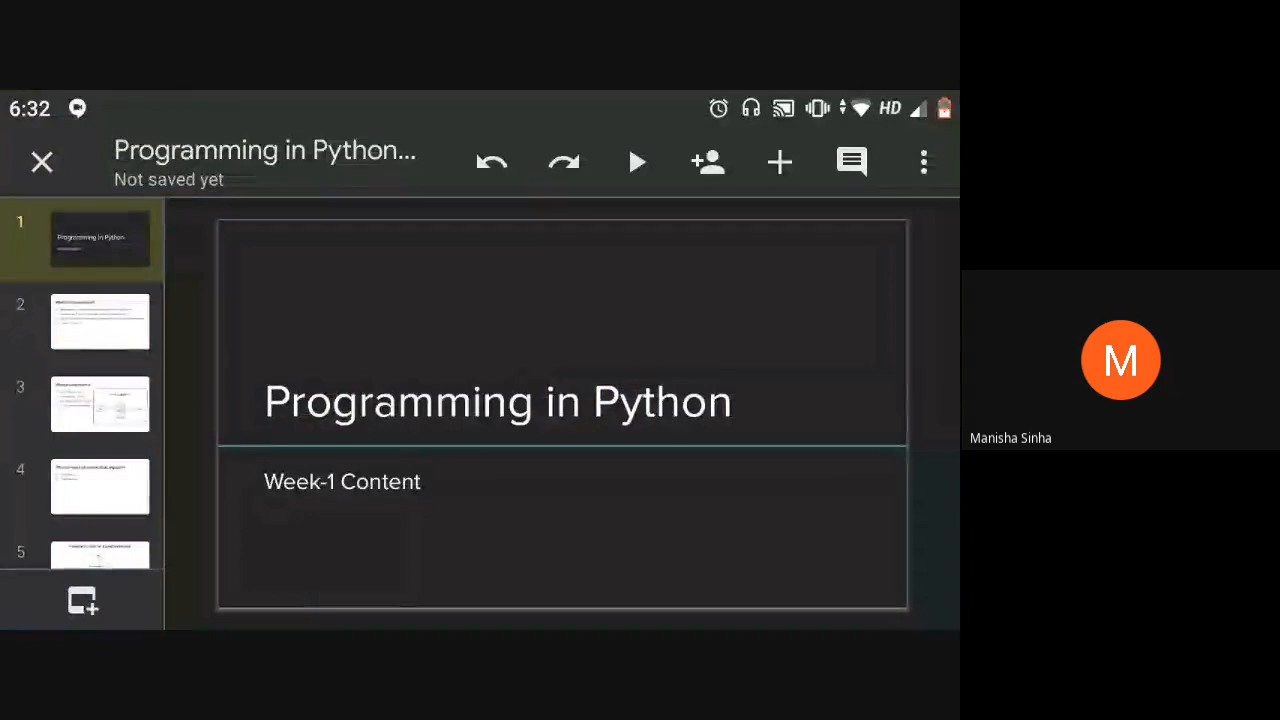 6:32
HD
Programming in Python...
Not saved yet
1
Programming in Python
2
3
4
5
Programming in Python
Week-1 Content
M
Manisha Sinha